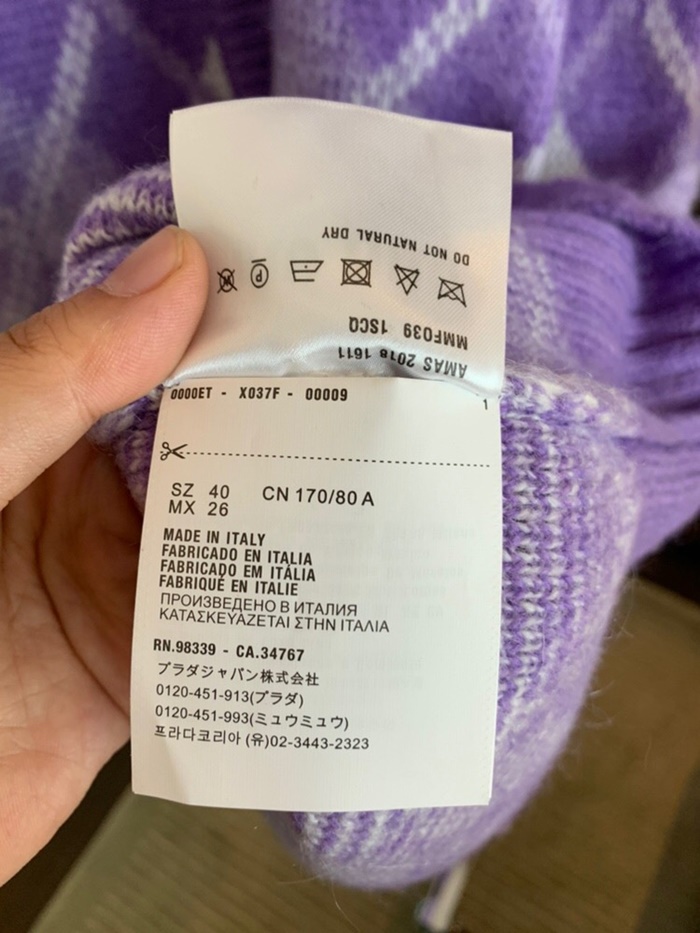 DO NOT NATURAL DRY
MMF039 1SCQ
AMAS 2018 1611
0000ET - X037F - 00009
1
SZ 40 CN 170/80 A
MX 26
MADE IN ITALY
FABRICADO EN ITALIA
FABRICADO EM ITÁLIA
FABRIQUÉ EN ITALIE
ПРОИЗВЕДЕНО В ИТАЛИЯ
ΚΑΤΑΣΚΕΥΑΖΕΤΑΙ ΣΤΗΝ ΙΤΑΛΙΑ
RN.98339 - CA.34767
プラダジャパン株式会社
0120-451-913(プラダ)
0120-451-993(ミュウミュウ)
프라다코리아 (유)02-3443-2323